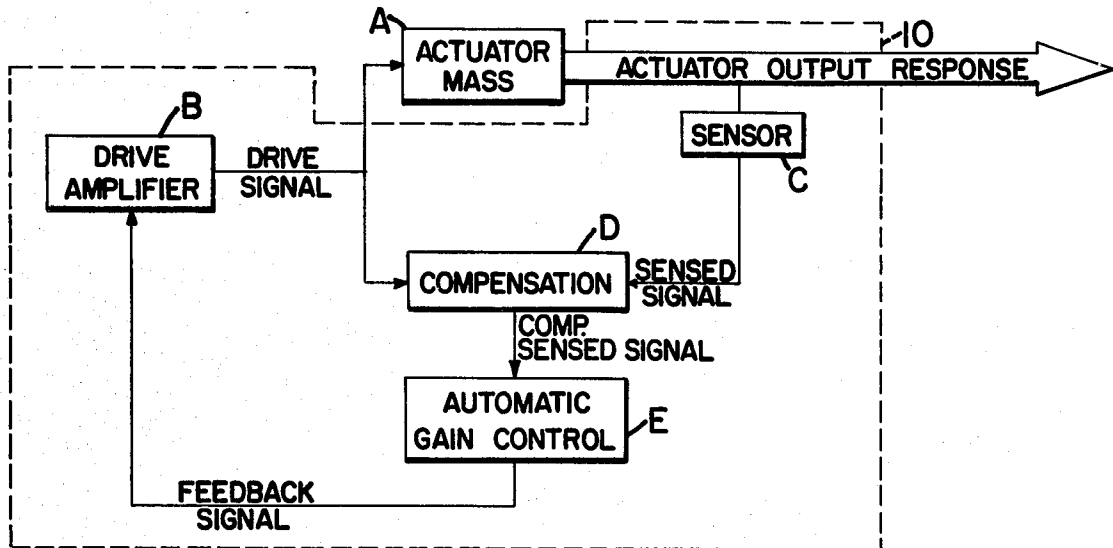 A
ACTUATOR
MASS
10
ACTUATOR OUTPUT RESPONSE
B
DRIVE
AMPLIFIER
DRIVE
SIGNAL
SENSOR
C
D
COMPENSATION
SENSED
SIGNAL
COMP.
SENSED SIGNAL
AUTOMATIC
GAIN CONTROL
E
FEEDBACK
SIGNAL